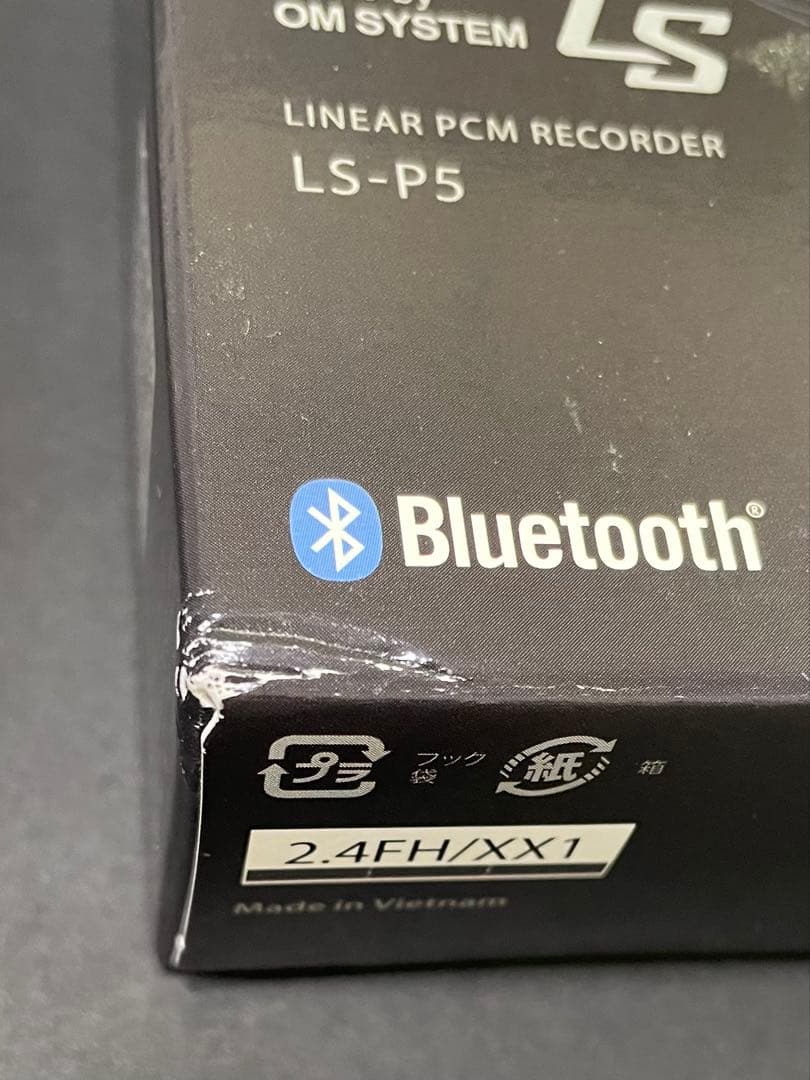 by
OM SYSTEM
LS
LINEAR PCM RECORDER
LS-P5
Bluetooth®
プラ フック
袋 紙 箱
2.4FH/XX1
Made in Vietnam